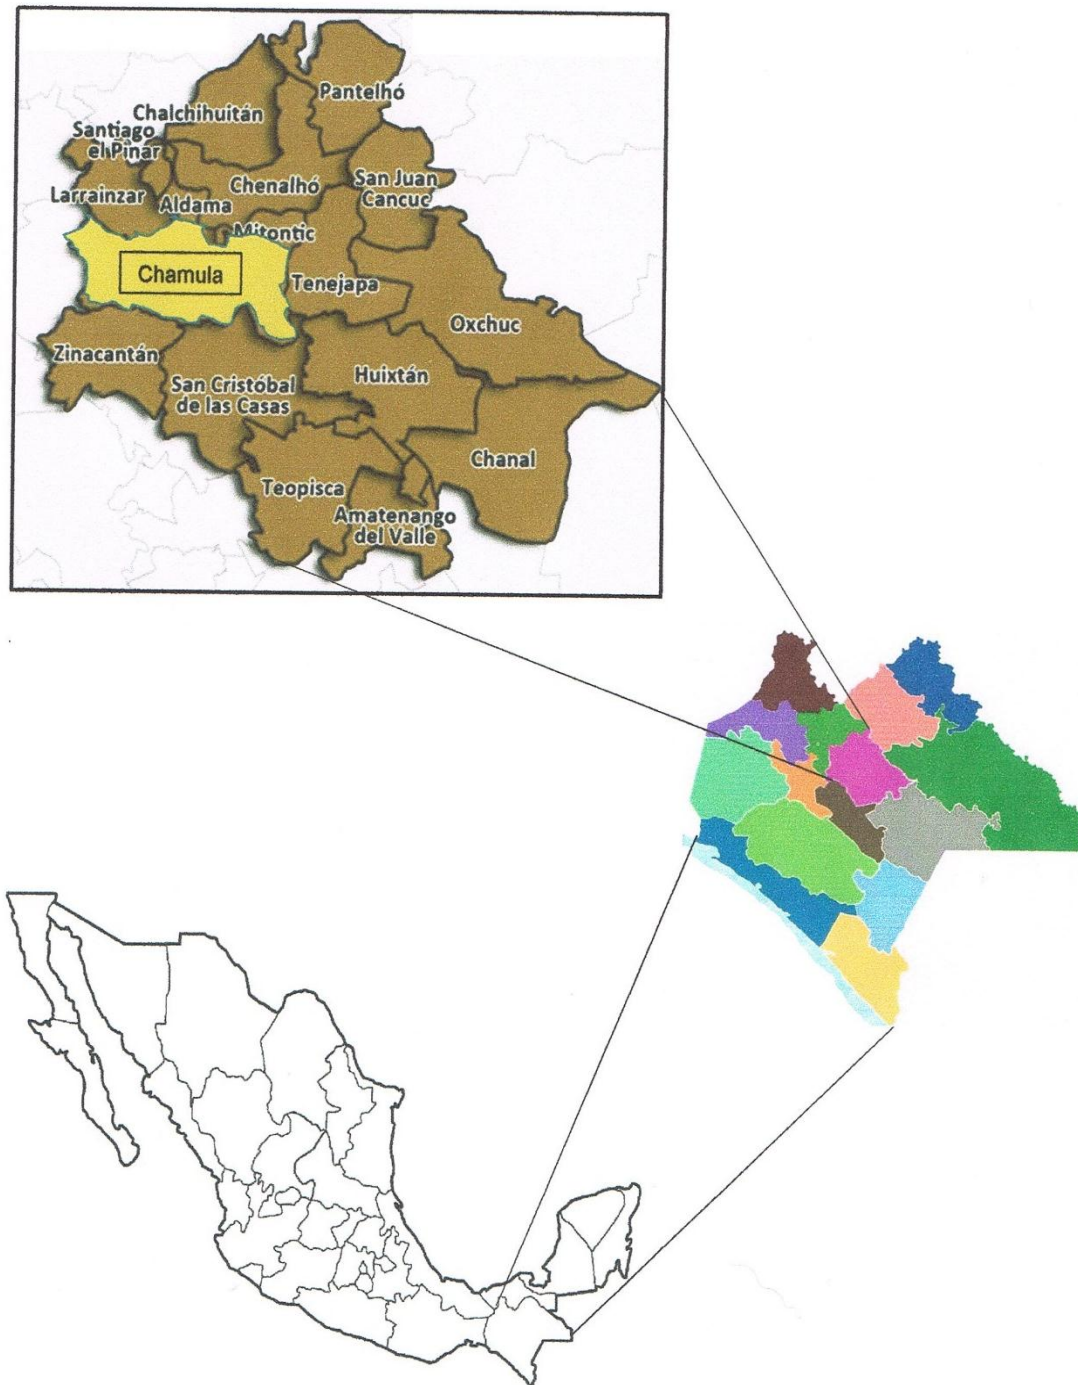 Pantelhó
Chalchihuitán
Santiago
el Pinar
Chenalhó
San Juan
Cancuc
Larrainzar
Aldama
Mitontic
Chamula
Tenejapa
Oxchuc
Zinacantán
San Cristóbal
de las Casas
Huixtán
Chanal
Teopisca
Amatenango
del Valle